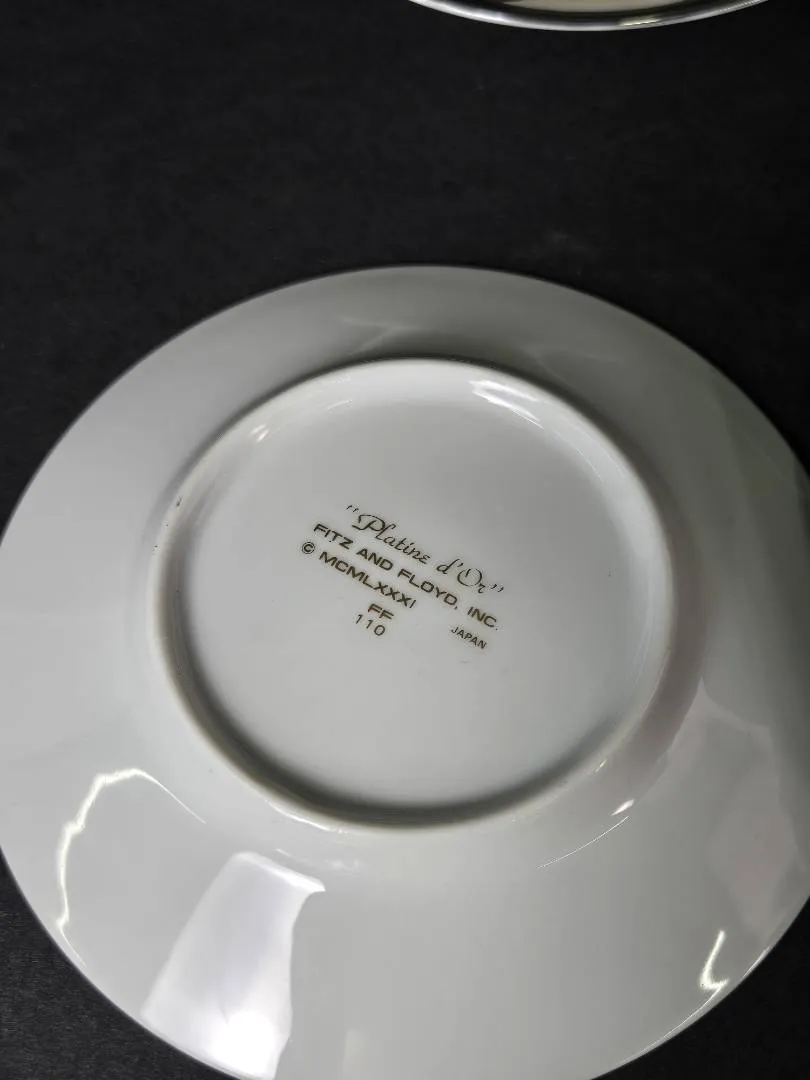 "Platine d'Or"
FITZ AND FLOYD, INC.
© MCMLXXXI
FF JAPAN
110